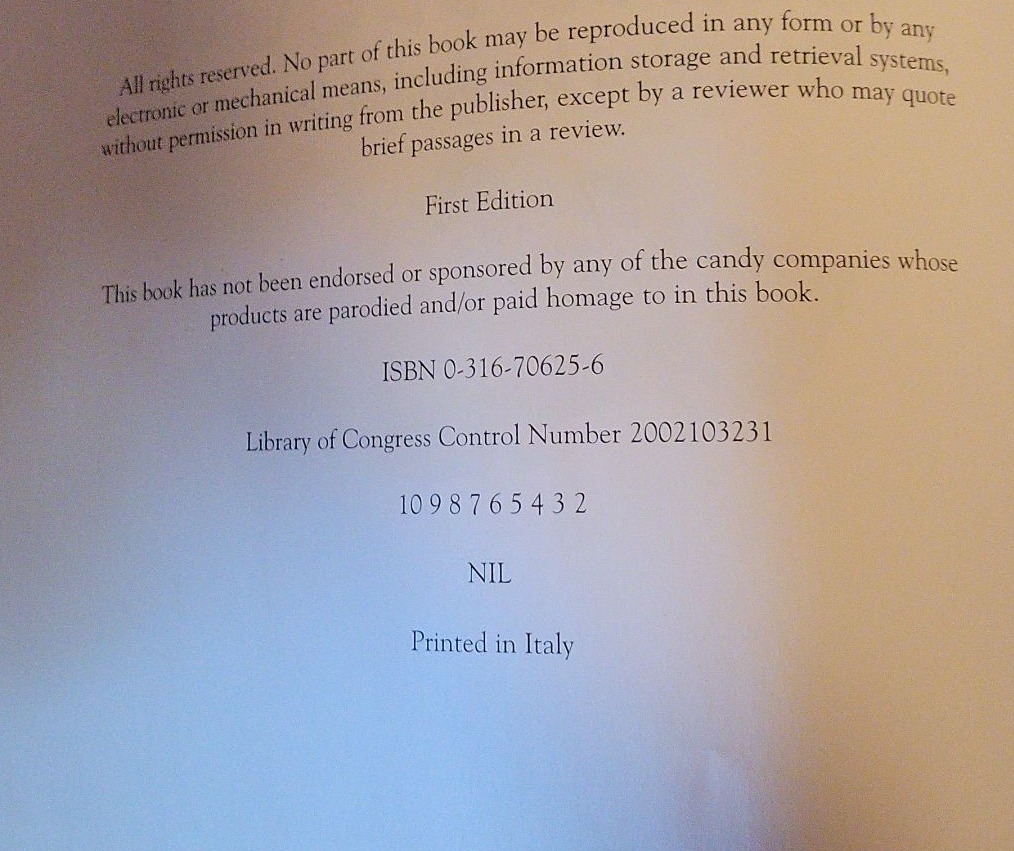 All rights reserved. No part of this book may be reproduced in any form or by any
electronic or mechanical means, including information storage and retrieval systems,
without permission in writing from the publisher, except by a reviewer who may quote
brief passages in a review.
First Edition
This book has not been endorsed or sponsored by any of the candy companies whose
products are parodied and/or paid homage to in this book.
ISBN 0-316-70625-6
Library of Congress Control Number 2002103231
10 9 8 7 6 5 4 3 2
NIL
Printed in Italy